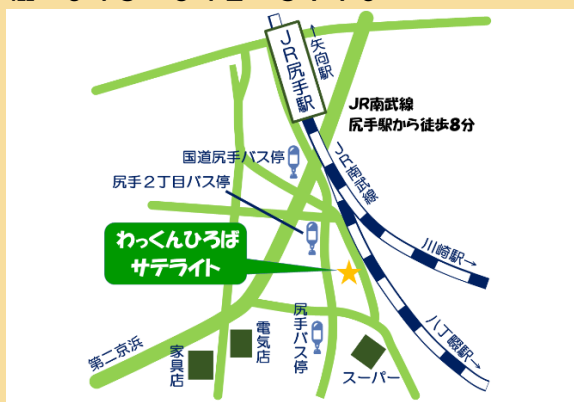 JR尻手駅
↑矢向駅
JR南武線
尻手駅から徒歩8分
国道尻手バス停
JR南武線
尻手2丁目バス停
わっくんひろば
サテライト
川崎駅→
八丁畷駅→
第二京浜
家具店
電気店
尻手バス停
スーパー